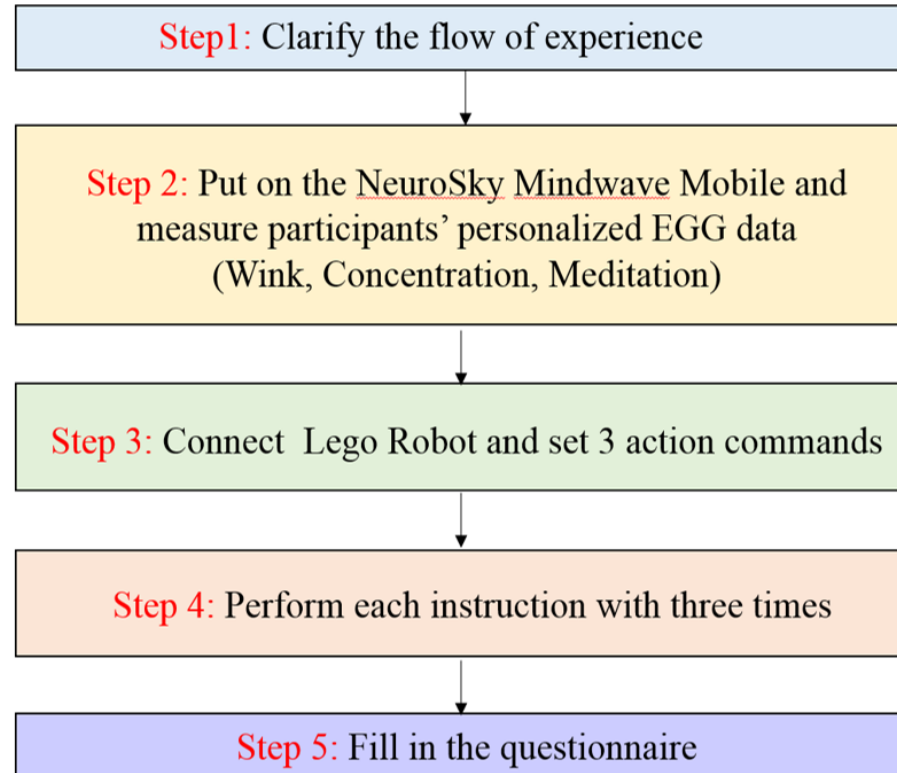 Step1: Clarify the flow of experience
Step 2: Put on the NeuroSky Mindwave Mobile and
measure participants’ personalized EGG data
(Wink, Concentration, Meditation)
Step 3: Connect  Lego Robot and set 3 action commands
Step 4: Perform each instruction with three times
Step 5: Fill in the questionnaire